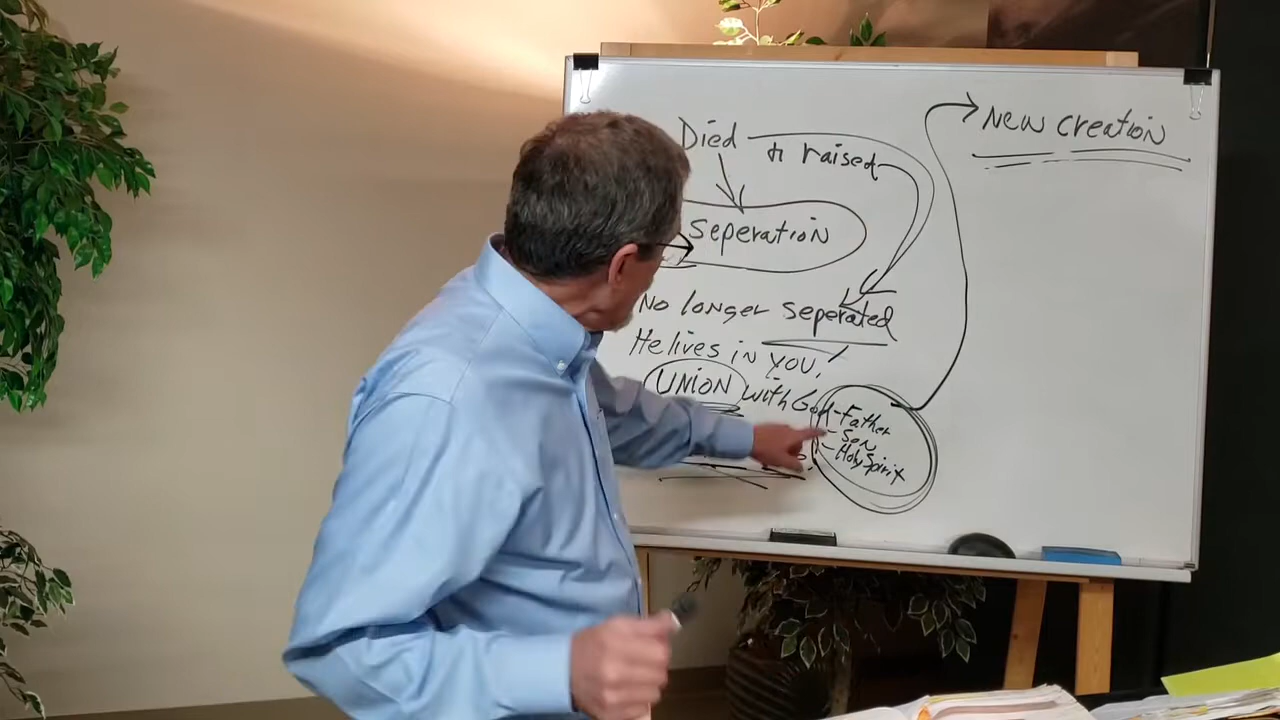 Died & raised
seperation
No longer seperated
He lives in you!
UNION with God - Father
- Son
- Holy Spirit
New creation